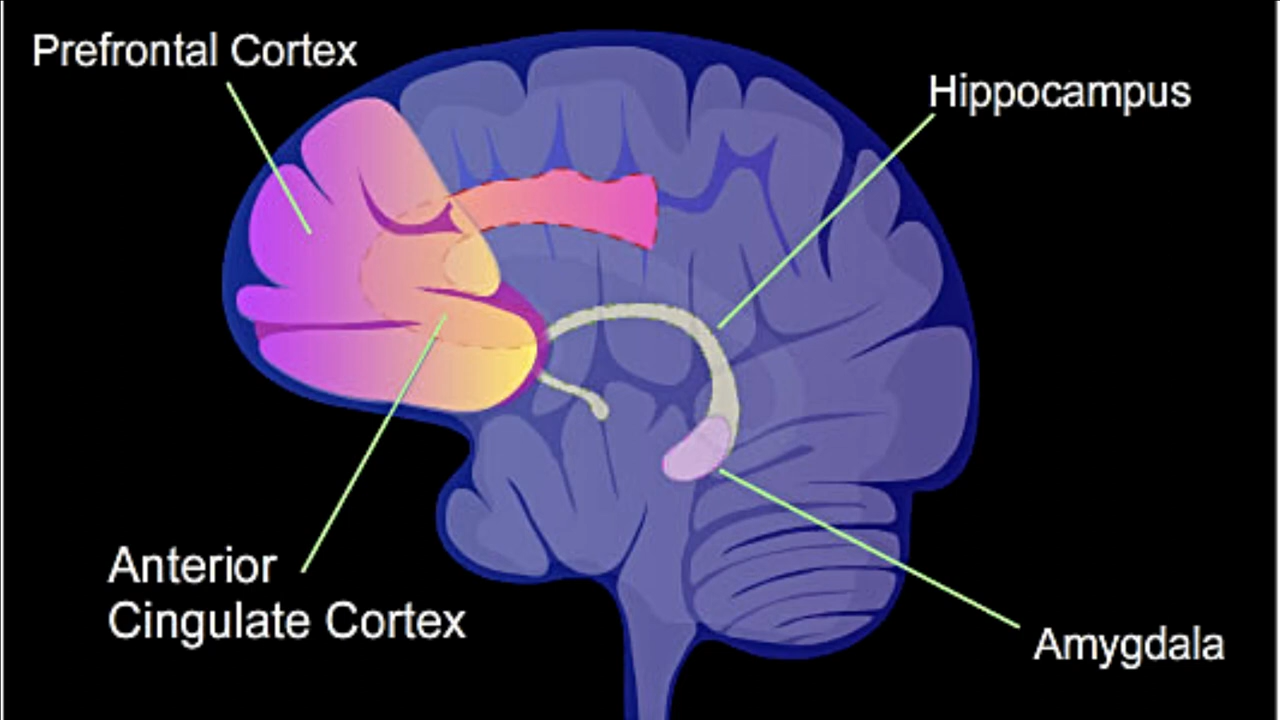 Prefrontal Cortex
Hippocampus
Anterior
Cingulate Cortex
Amygdala